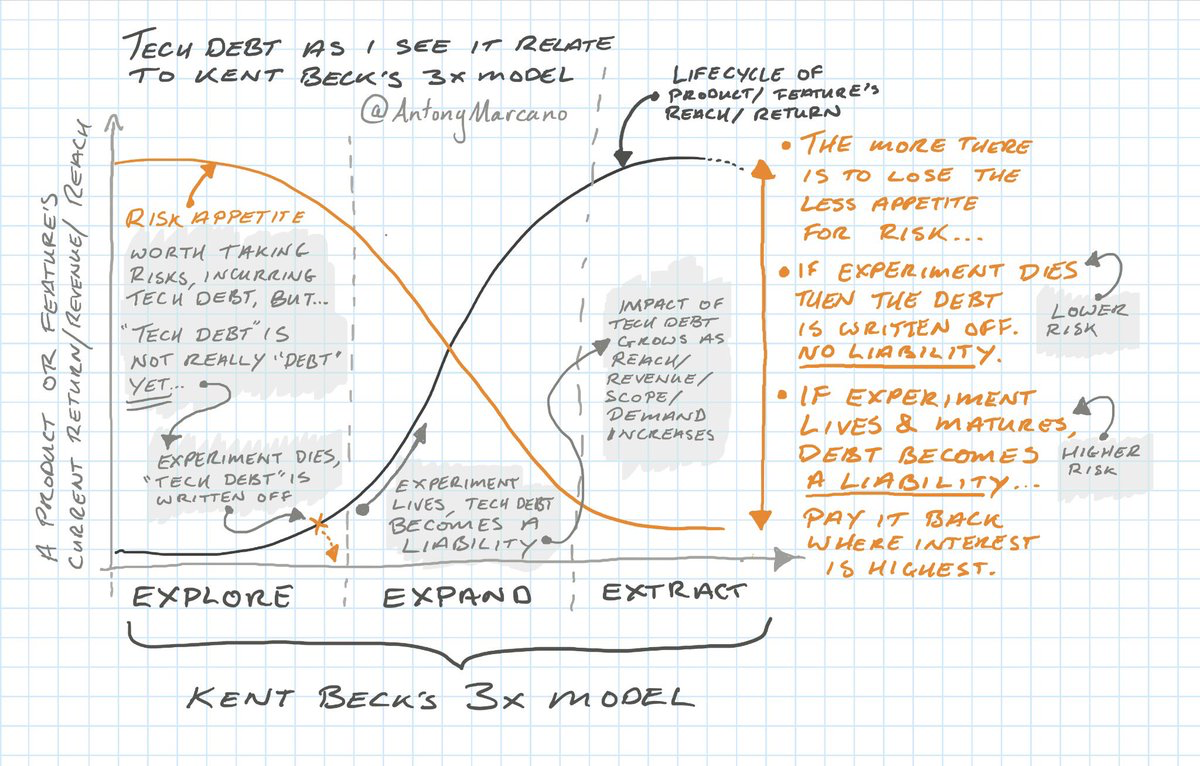 TECH DEBT AS I SEE IT RELATE
TO KENT BECK'S 3X MODEL
@AntonyMarcano
LIFECYCLE OF
PRODUCT/FEATURE'S
REACH/RETURN
A PRODUCT OR FEATURE'S
CURRENT RETURN/REVENUE/REACH
RISK APPETITE
WORTH TAKING
RISKS, INCURRING
TECH DEBT, BUT...
"TECH DEBT" IS
NOT REALLY "DEBT"
YET...
EXPERIMENT DIES,
"TECH DEBT" IS
WRITTEN OFF
EXPERIMENT
LIVES, TECH DEBT
BECOMES A
LIABILITY
IMPACT OF
TECH DEBT
GROWS AS
REACH/
REVENUE/
SCOPE/
DEMAND
INCREASES
• THE MORE THERE
IS TO LOSE THE
LESS APPETITE
FOR RISK...
• IF EXPERIMENT DIES
THEN THE DEBT
IS WRITTEN OFF.
NO LIABILITY.
LOWER
RISK
• IF EXPERIMENT
LIVES & MATURES,
DEBT BECOMES
A LIABILITY...
HIGHER
RISK
PAY IT BACK
WHERE INTEREST
IS HIGHEST.
EXPLORE
EXPAND
EXTRACT
KENT BECK'S 3X MODEL